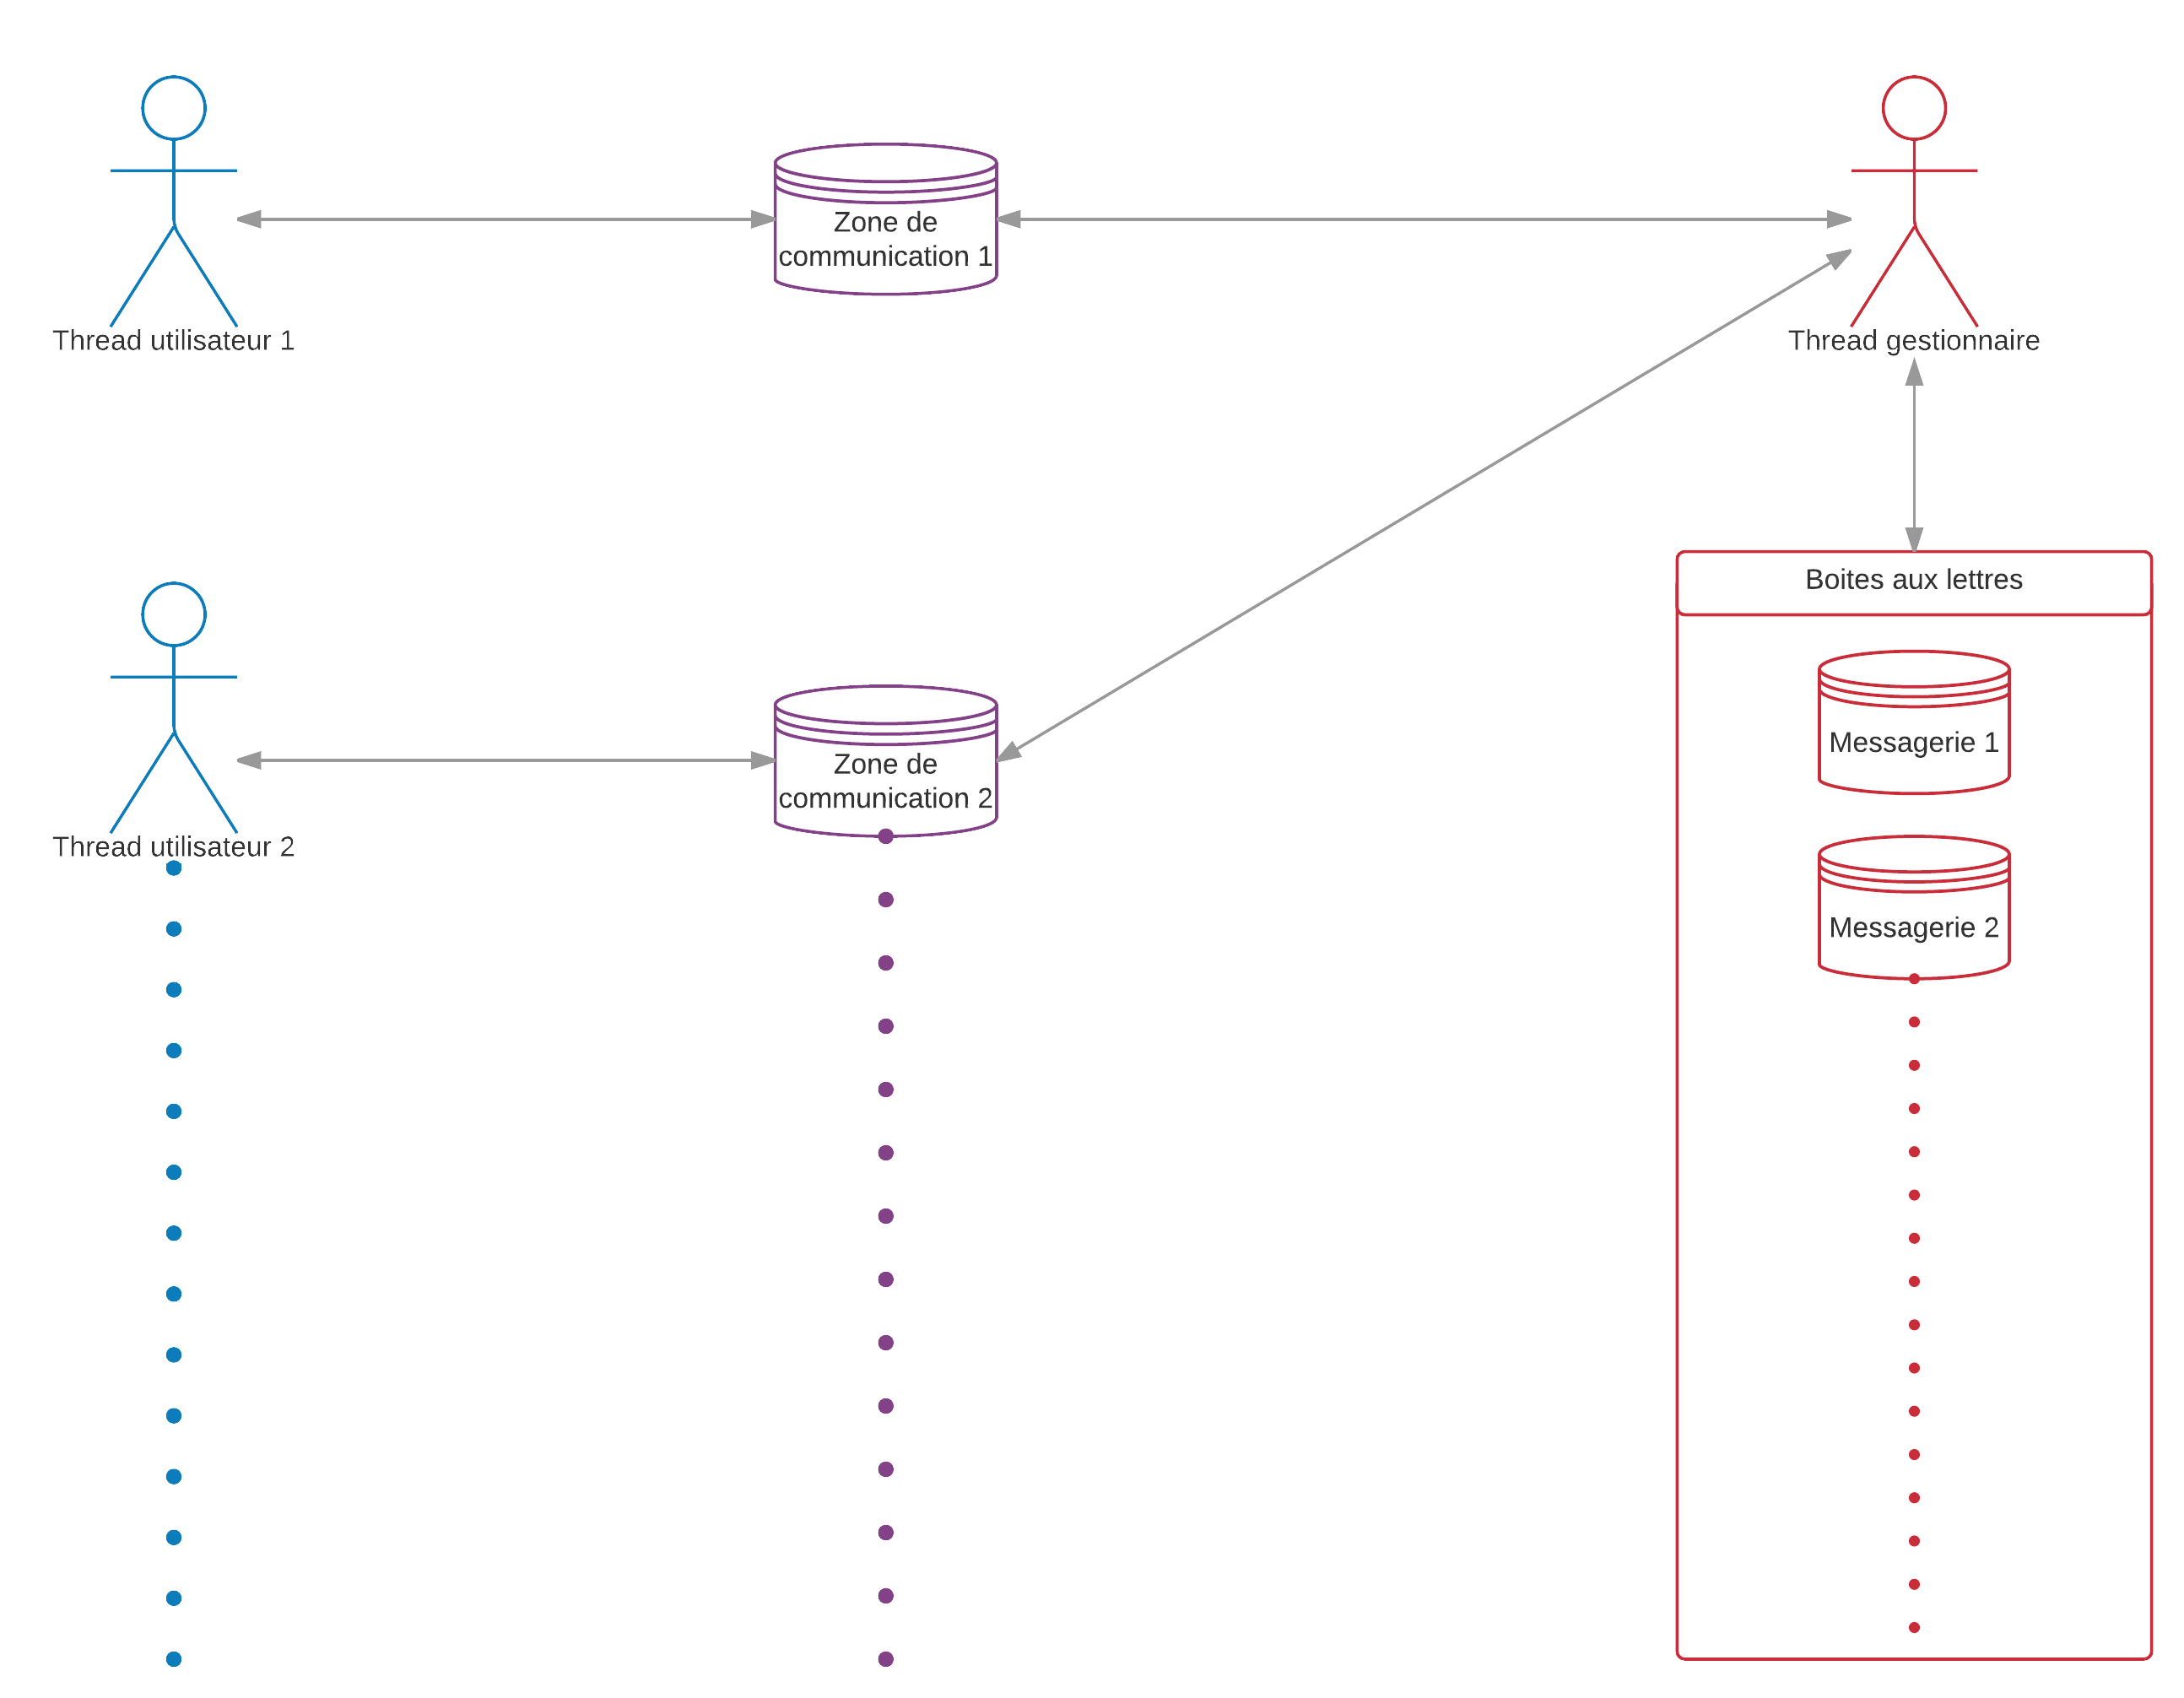 Zone de
communication 1
Thread utilisateur 1
Thread gestionnaire
Boites aux lettres
Messagerie 1
Zone de
communication 2
Thread utilisateur 2
Messagerie 2